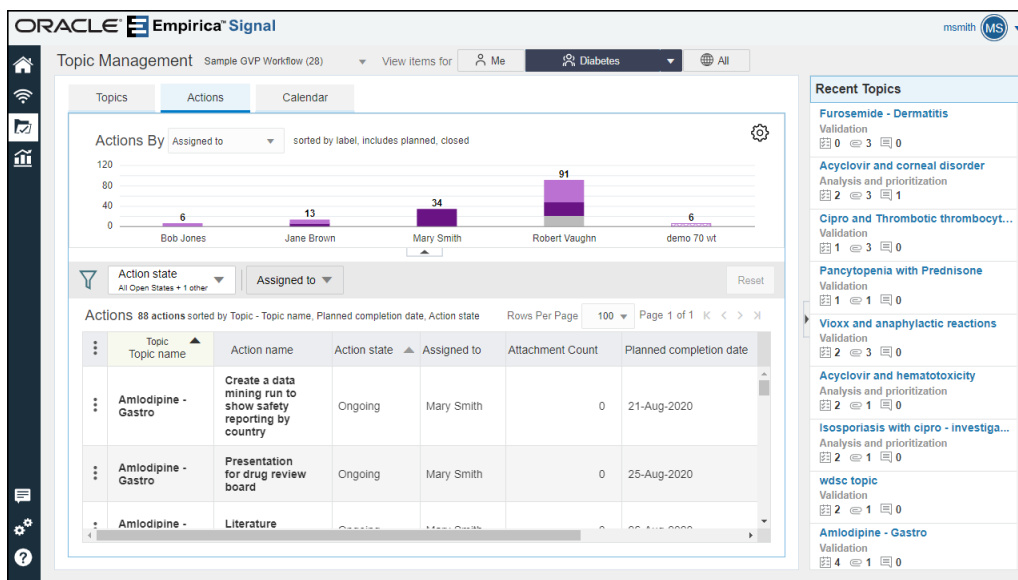 ORACLE Empirica™ Signal
msmith MS
Topic Management Sample GVP Workflow (28) View items for Me Diabetes All
Topics Actions Calendar
Actions By Assigned to sorted by label, includes planned, closed
120
80
40
0
6 13 34 91 6
Bob Jones Jane Brown Mary Smith Robert Vaughn demo 70 wt
Action state
All Open States + 1 other
Assigned to
Reset
Actions 88 actions sorted by Topic - Topic name, Planned completion date, Action state Rows Per Page 100 Page 1 of 1
Topic
Topic name Action name Action state Assigned to Attachment Count Planned completion date
Amlodipine -
Gastro
Create a data
mining run to
show safety
reporting by
country
Ongoing Mary Smith 0 21-Aug-2020
Amlodipine -
Gastro
Presentation
for drug review
board
Ongoing Mary Smith 0 25-Aug-2020
Amlodipine - Literature
Recent Topics
Furosemide - Dermatitis
Validation
0 3 0
Acyclovir and corneal disorder
Analysis and prioritization
2 3 1
Cipro and Thrombotic thrombocyt...
Validation
1 3 0
Pancytopenia with Prednisone
Validation
1 1 0
Vioxx and anaphylactic reactions
Validation
2 3 0
Acyclovir and hematotoxicity
Analysis and prioritization
2 1 0
Isosporiasis with cipro - investiga...
Analysis and prioritization
2 1 0
wdsc topic
Validation
2 1 0
Amlodipine - Gastro
Validation
4 1 0